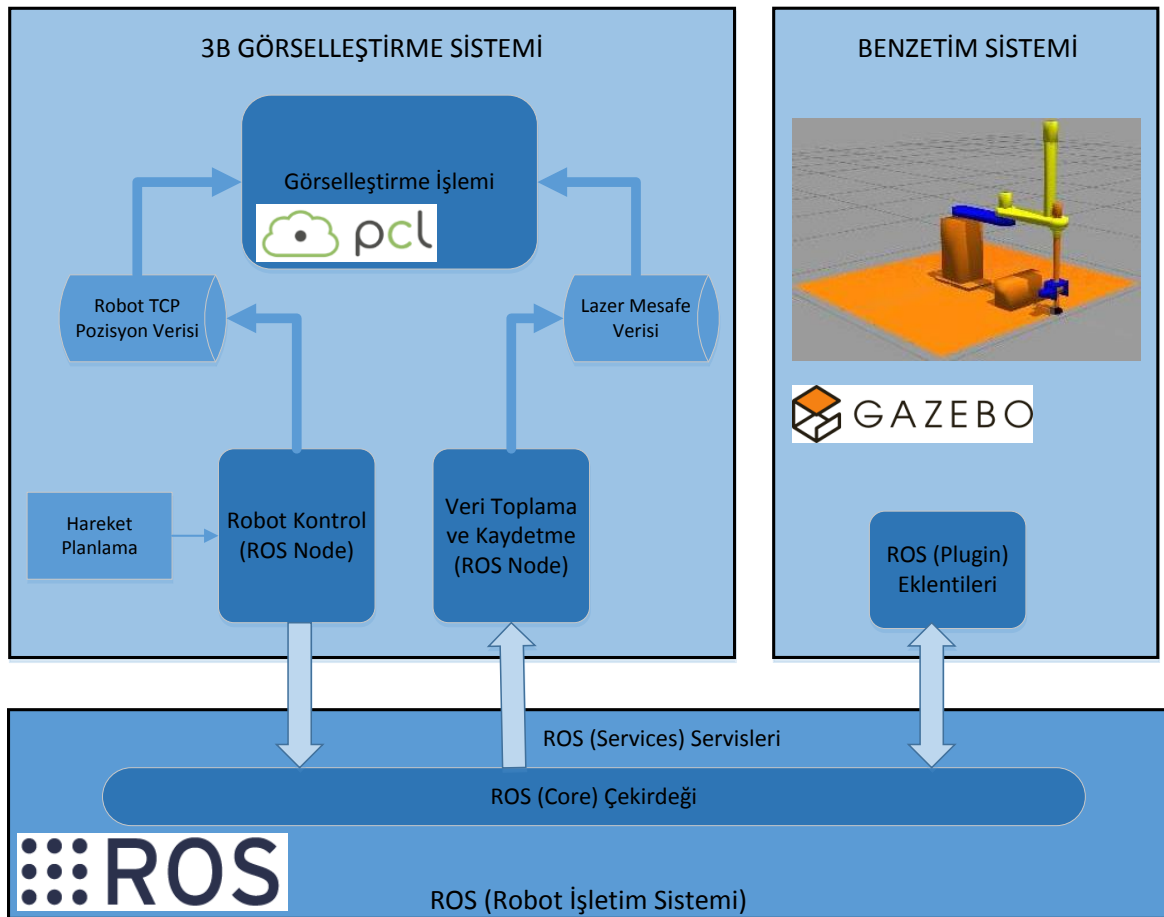 3B GÖRSELLEŞTİRME SİSTEMİ
Görselleştirme İşlemi
pcl
Robot TCP
Pozisyon Verisi
Lazer Mesafe
Verisi
Hareket
Planlama
Robot Kontrol
(ROS Node)
Veri Toplama
ve Kaydetme
(ROS Node)
BENZETİM SİSTEMİ
GAZEBO
ROS (Plugin)
Eklentileri
ROS (Services) Servisleri
ROS (Core) Çekirdeği
ROS
ROS (Robot İşletim Sistemi)